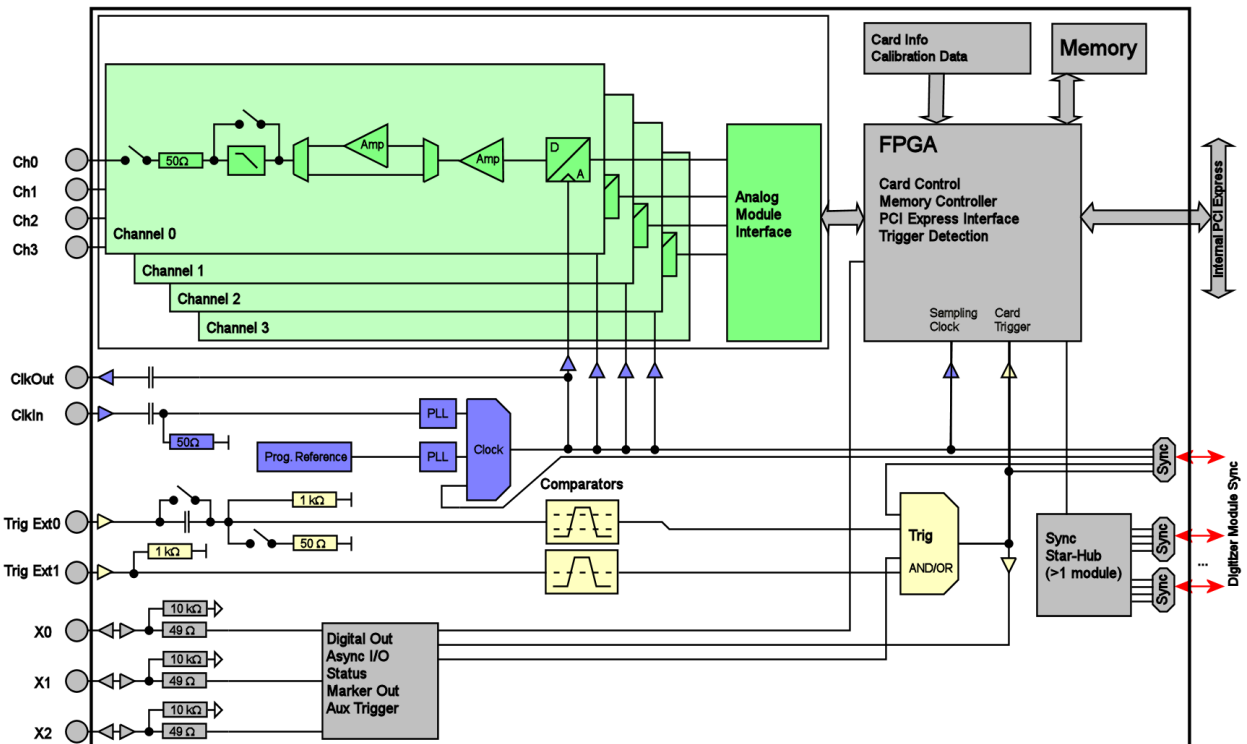 Card Info
Calibration Data
Memory
FPGA
Card Control
Memory Controller
PCI Express Interface
Trigger Detection
Sampling
Clock
Card
Trigger
Internal PCI Express
Ch0
Ch1
Ch2
Ch3
50Ω
Amp
Amp
D
A
Channel 0
Channel 1
Channel 2
Channel 3
Analog
Module
Interface
ClkOut
ClkIn
50Ω
PLL
Prog. Reference
PLL
Clock
Sync
Trig Ext0
1 kΩ
50 Ω
Trig Ext1
1 kΩ
Comparators
Trig
AND/OR
Sync
Star-Hub
(>1 module)
Sync
...
Sync
Digitizer Module Sync
X0
10 kΩ
49 Ω
X1
10 kΩ
49 Ω
X2
10 kΩ
49 Ω
Digital Out
Async I/O
Status
Marker Out
Aux Trigger